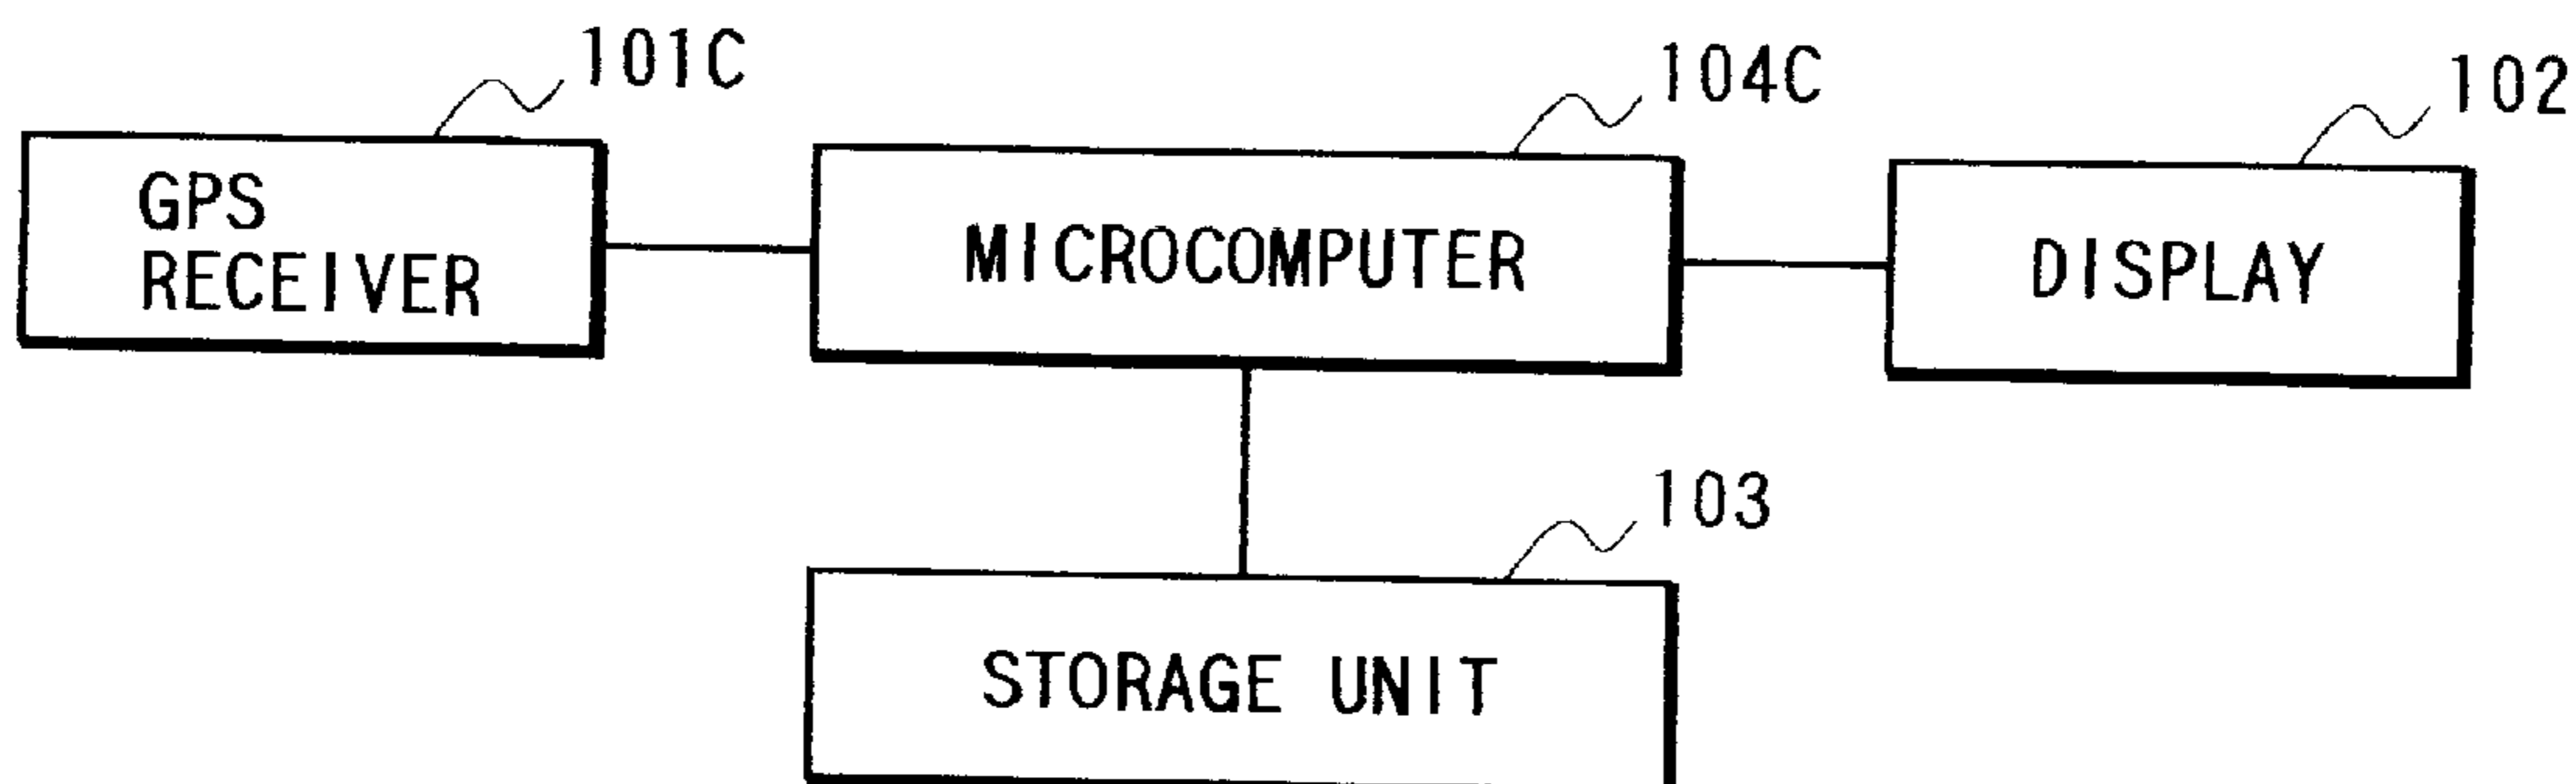 101C
104C
102
GPS
RECEIVER
MICROCOMPUTER
DISPLAY
103
STORAGE UNIT